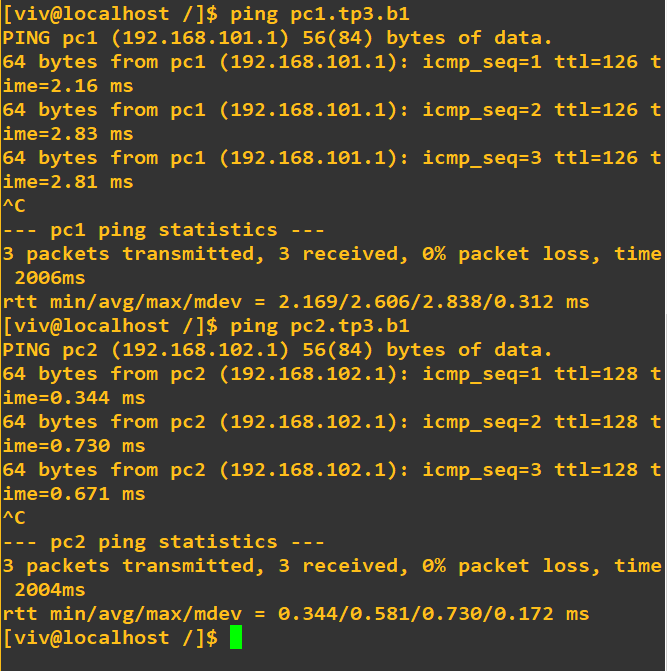 [viv@localhost /]$ ping pc1.tp3.b1
PING pc1 (192.168.101.1) 56(84) bytes of data.
64 bytes from pc1 (192.168.101.1): icmp_seq=1 ttl=126 t
ime=2.16 ms
64 bytes from pc1 (192.168.101.1): icmp_seq=2 ttl=126 t
ime=2.83 ms
64 bytes from pc1 (192.168.101.1): icmp_seq=3 ttl=126 t
ime=2.81 ms
^C
--- pc1 ping statistics ---
3 packets transmitted, 3 received, 0% packet loss, time
 2006ms
rtt min/avg/max/mdev = 2.169/2.606/2.838/0.312 ms
[viv@localhost /]$ ping pc2.tp3.b1
PING pc2 (192.168.102.1) 56(84) bytes of data.
64 bytes from pc2 (192.168.102.1): icmp_seq=1 ttl=128 t
ime=0.344 ms
64 bytes from pc2 (192.168.102.1): icmp_seq=2 ttl=128 t
ime=0.730 ms
64 bytes from pc2 (192.168.102.1): icmp_seq=3 ttl=128 t
ime=0.671 ms
^C
--- pc2 ping statistics ---
3 packets transmitted, 3 received, 0% packet loss, time
 2004ms
rtt min/avg/max/mdev = 0.344/0.581/0.730/0.172 ms
[viv@localhost /]$